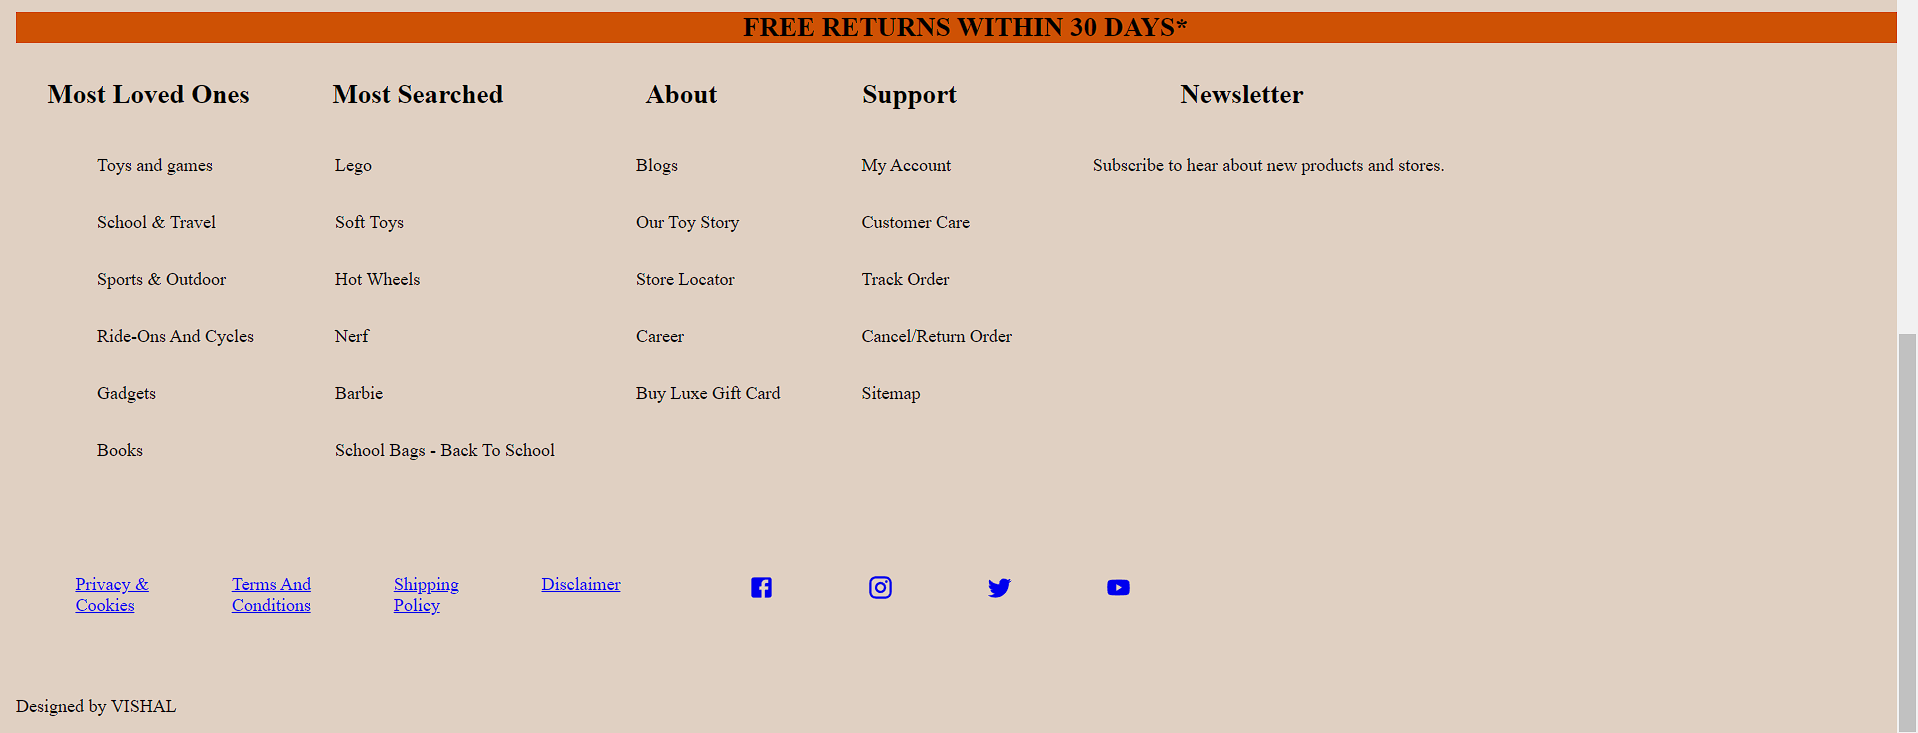 FREE RETURNS WITHIN 30 DAYS*
Most Loved Ones
Toys and games
School & Travel
Sports & Outdoor
Ride-Ons And Cycles
Gadgets
Books
Most Searched
Lego
Soft Toys
Hot Wheels
Nerf
Barbie
School Bags - Back To School
About
Blogs
Our Toy Story
Store Locator
Career
Buy Luxe Gift Card
Support
My Account
Customer Care
Track Order
Cancel/Return Order
Sitemap
Newsletter
Subscribe to hear about new products and stores.
Privacy &
Cookies
Terms And
Conditions
Shipping
Policy
Disclaimer
Designed by VISHAL